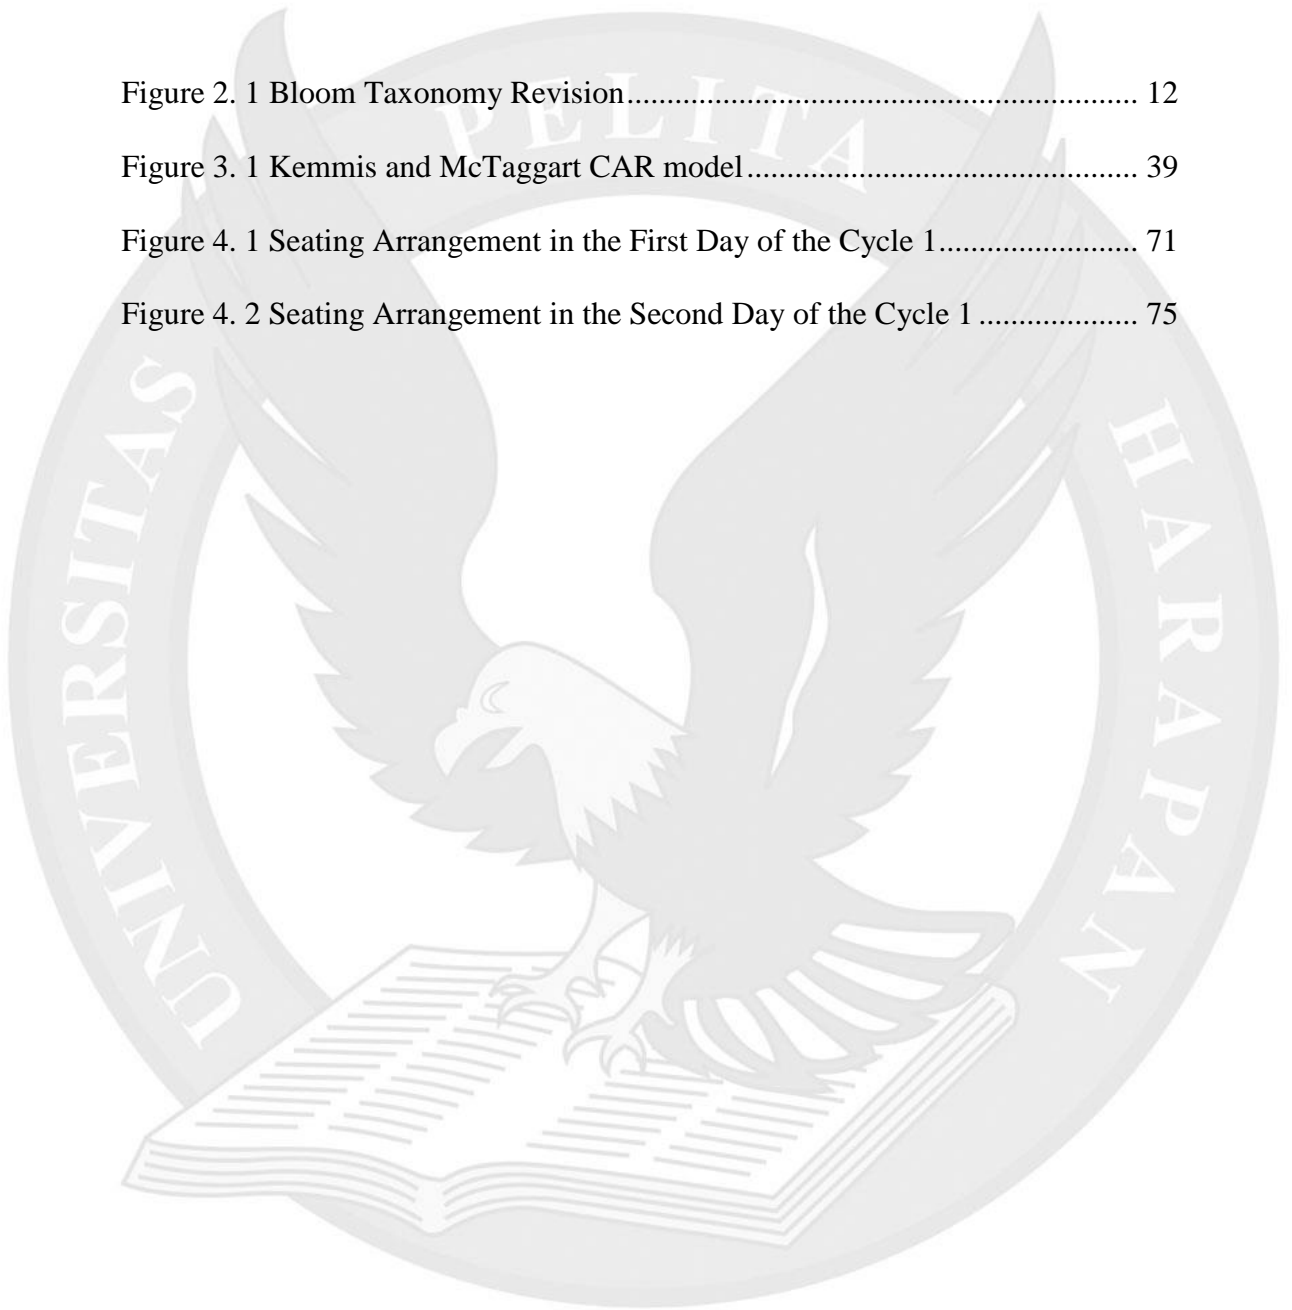 Figure 2. 1 Bloom Taxonomy Revision...................................................... 12
Figure 3. 1 Kemmis and McTaggart CAR model......................................... 39
Figure 4. 1 Seating Arrangement in the First Day of the Cycle 1..................... 71
Figure 4. 2 Seating Arrangement in the Second Day of the Cycle 1 ................. 75
UNIVERSITAS PELITA HARAPAN